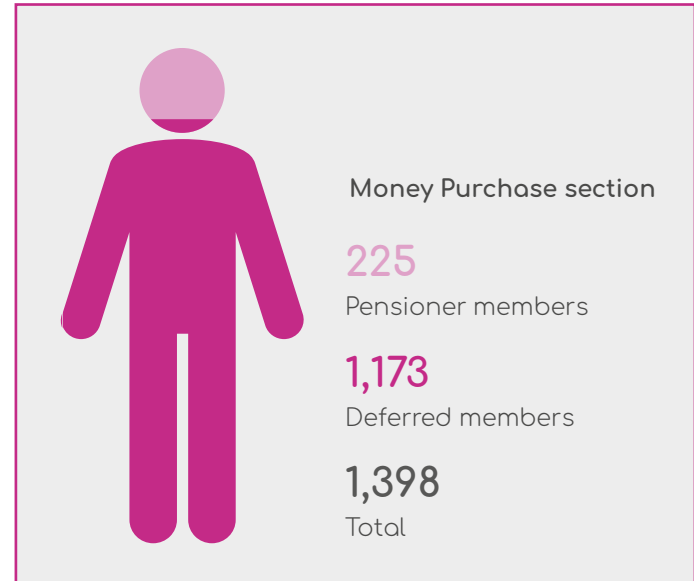 Money Purchase section
225
Pensioner members
1,173
Deferred members
1,398
Total